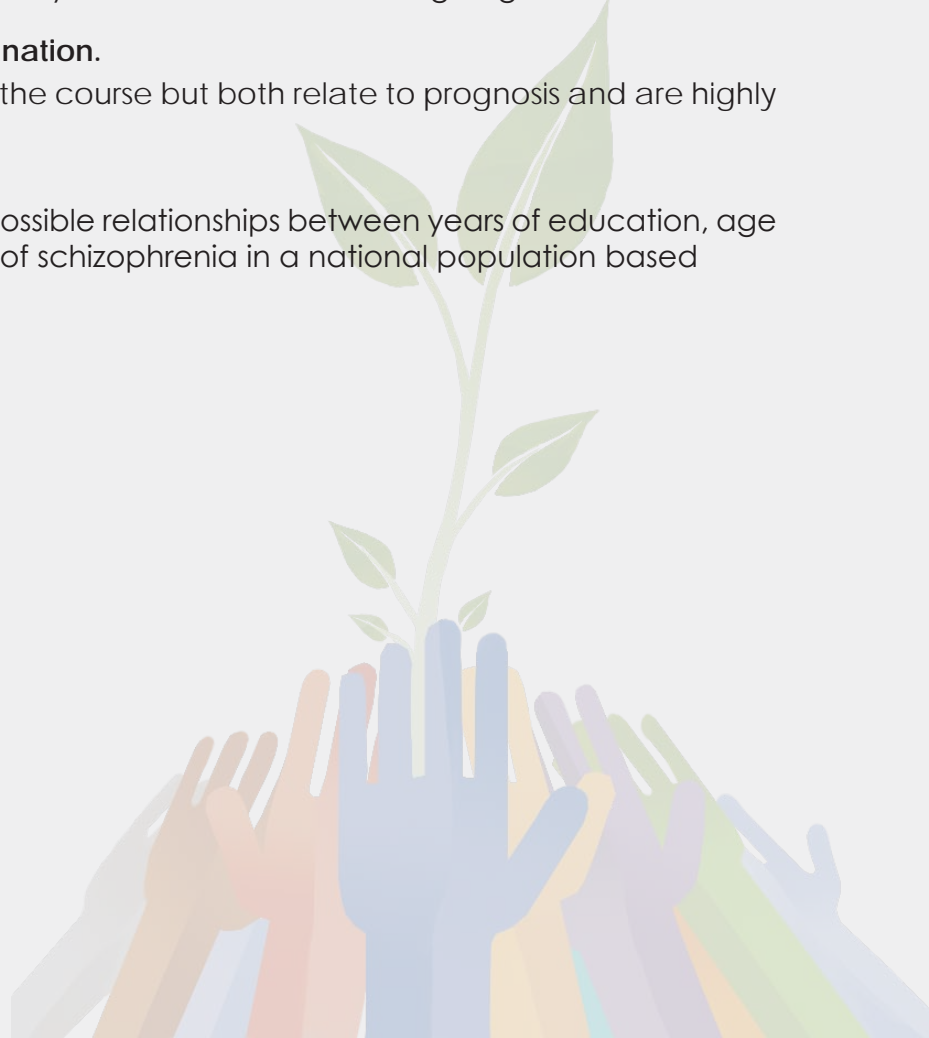 nation.
the course but both relate to prognosis and are highly
ossible relationships between years of education, age
of schizophrenia in a national population based